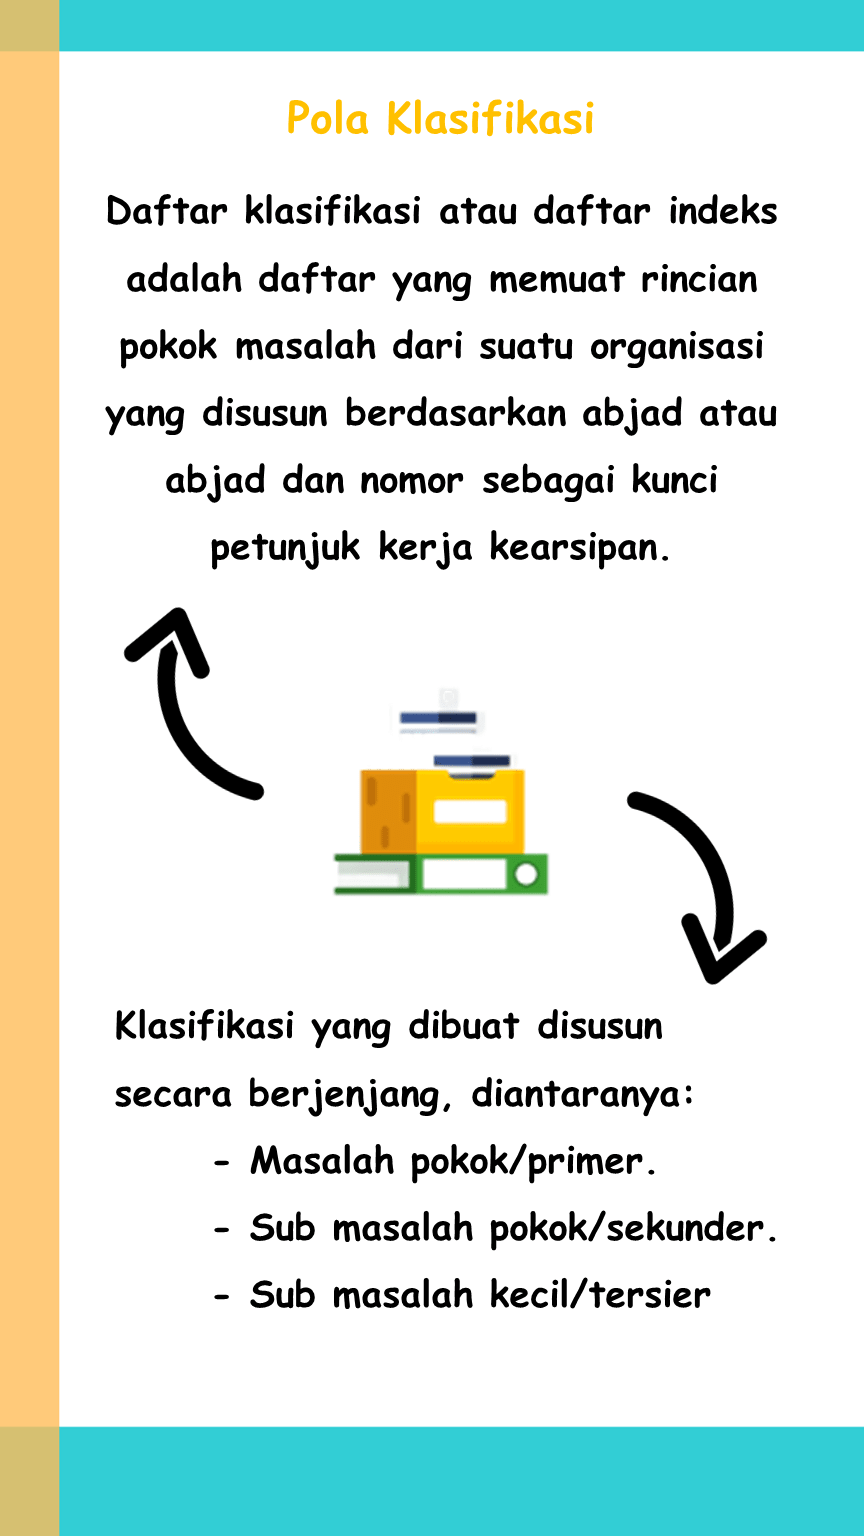 Pola Klasifikasi
Daftar klasifikasi atau daftar indeks
adalah daftar yang memuat rincian
pokok masalah dari suatu organisasi
yang disusun berdasarkan abjad atau
abjad dan nomor sebagai kunci
petunjuk kerja kearsipan.
Klasifikasi yang dibuat disusun
secara berjenjang, diantaranya:
- Masalah pokok/primer.
- Sub masalah pokok/sekunder.
- Sub masalah kecil/tersier